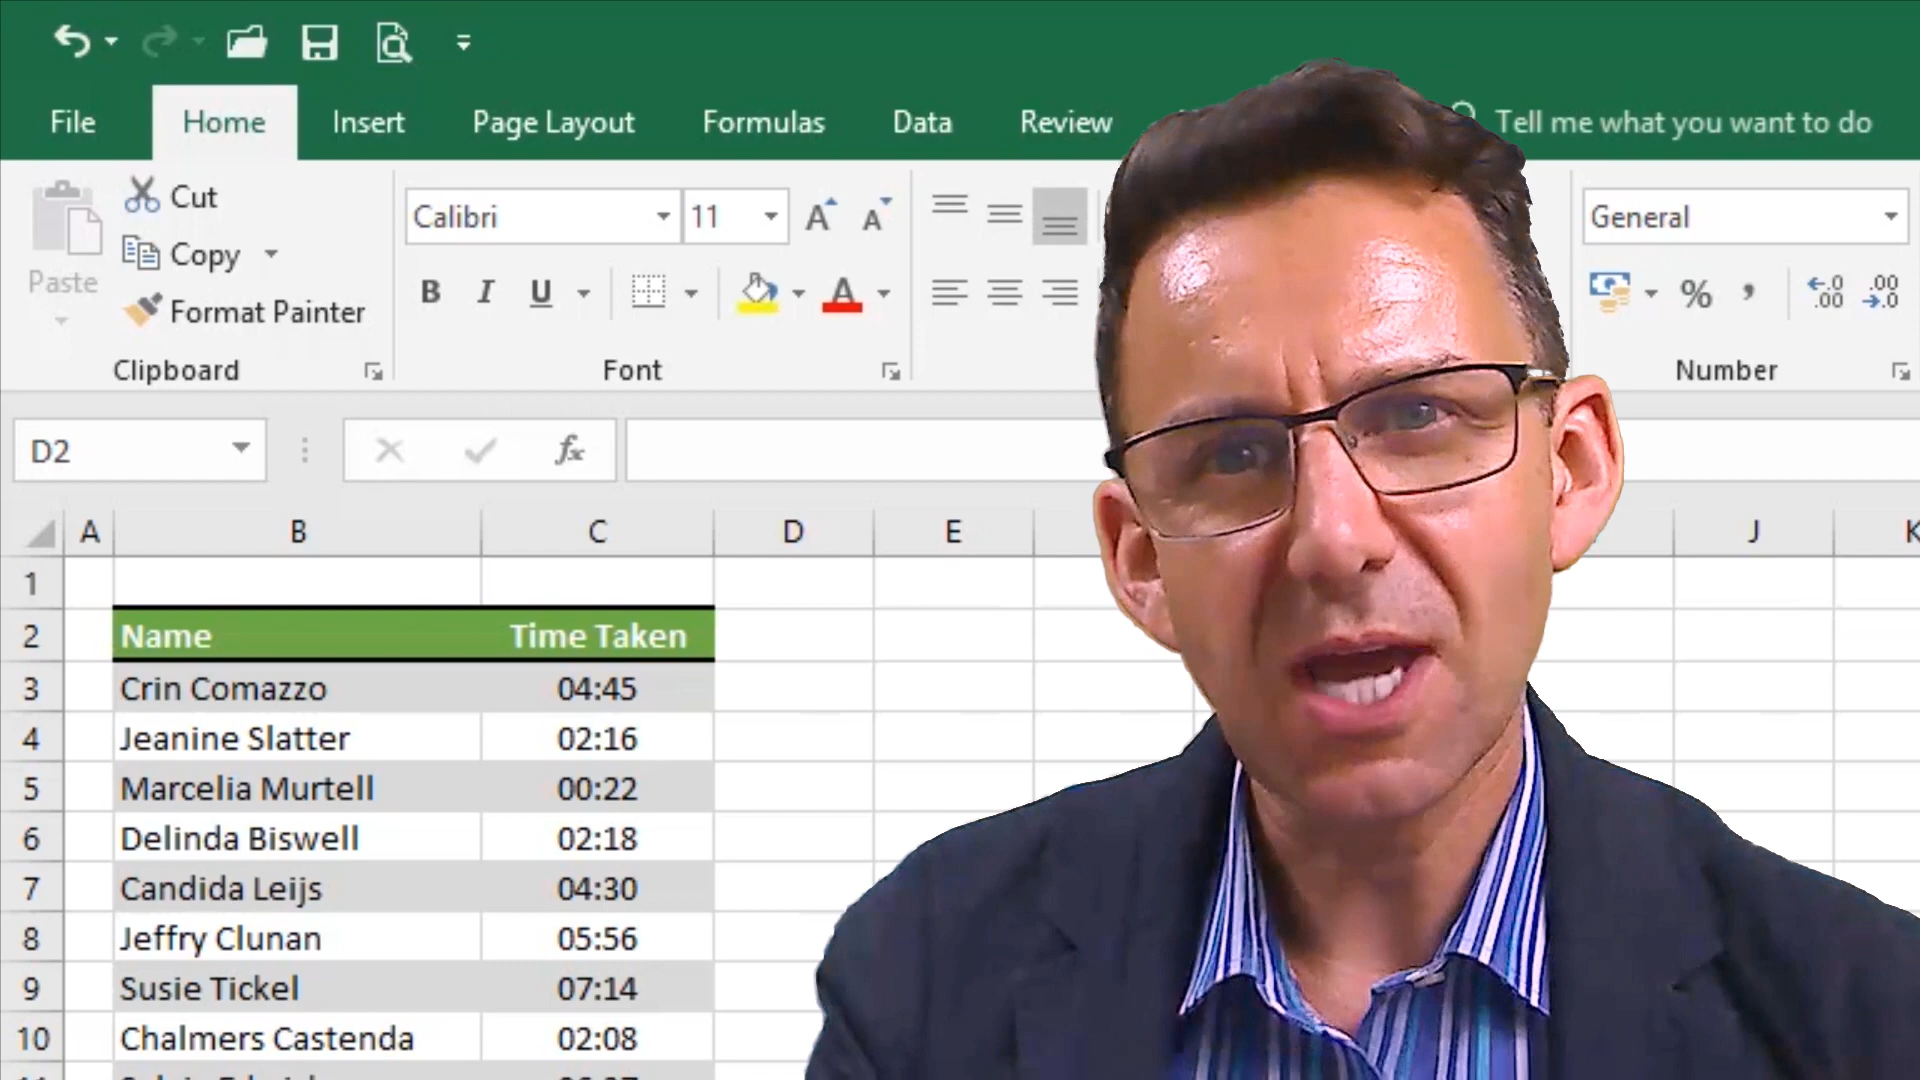 File Home Insert Page Layout Formulas Data Review Tell me what you want to do
Paste
Cut
Copy
Format Painter
Clipboard
Calibri 11
B I U A
Font
General
% , .00 .00
Number
D2 fx
A B C D E J K
1
2 Name Time Taken
3 Crin Comazzo 04:45
4 Jeanine Slatter 02:16
5 Marcelia Murtell 00:22
6 Delinda Biswell 02:18
7 Candida Leijs 04:30
8 Jeffry Clunan 05:56
9 Susie Tickel 07:14
10 Chalmers Castenda 02:08